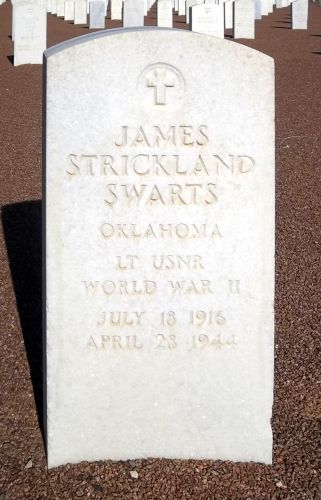 JAMES
STRICKLAND
SWARTS
OKLAHOMA
LT USNR
WORLD WAR II
JULY 18 1916
APRIL 23 1944